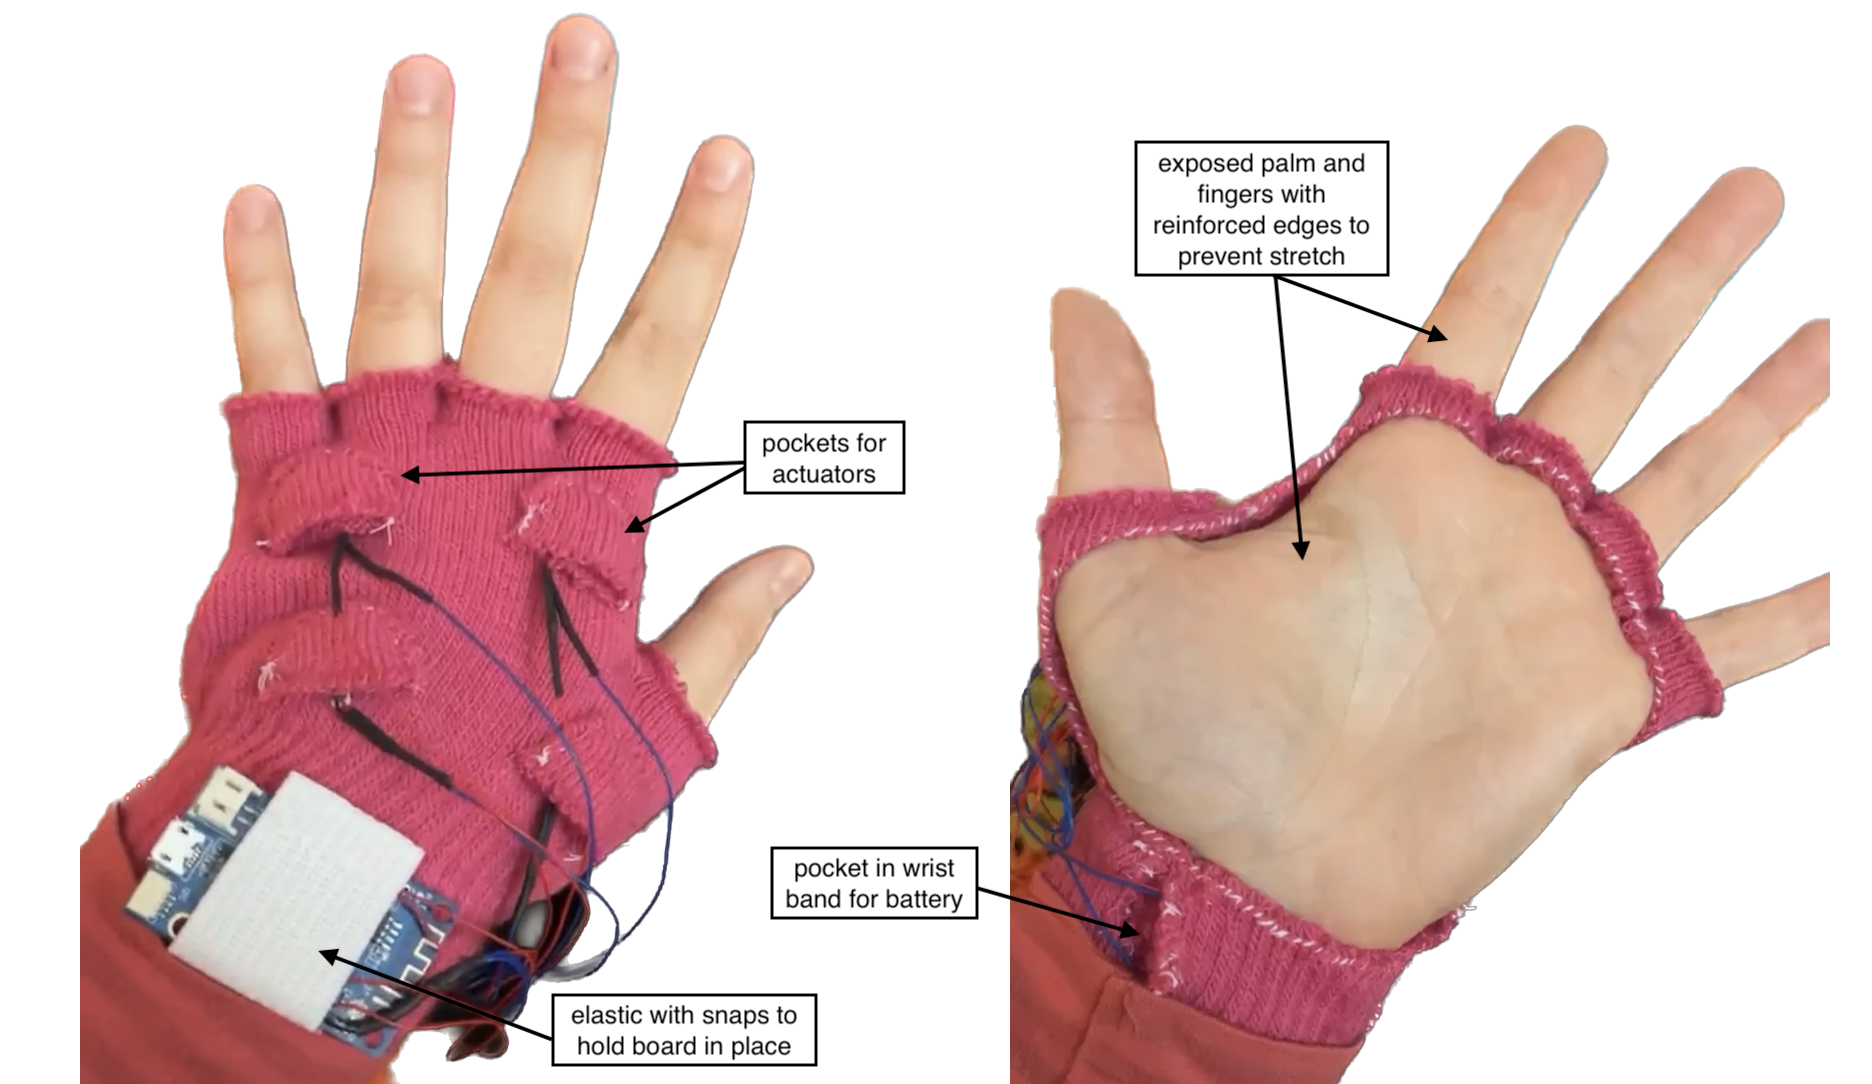 exposed palm and
fingers with
reinforced edges to
prevent stretch
pockets for
actuators
pocket in wrist
band for battery
elastic with snaps to
hold board in place